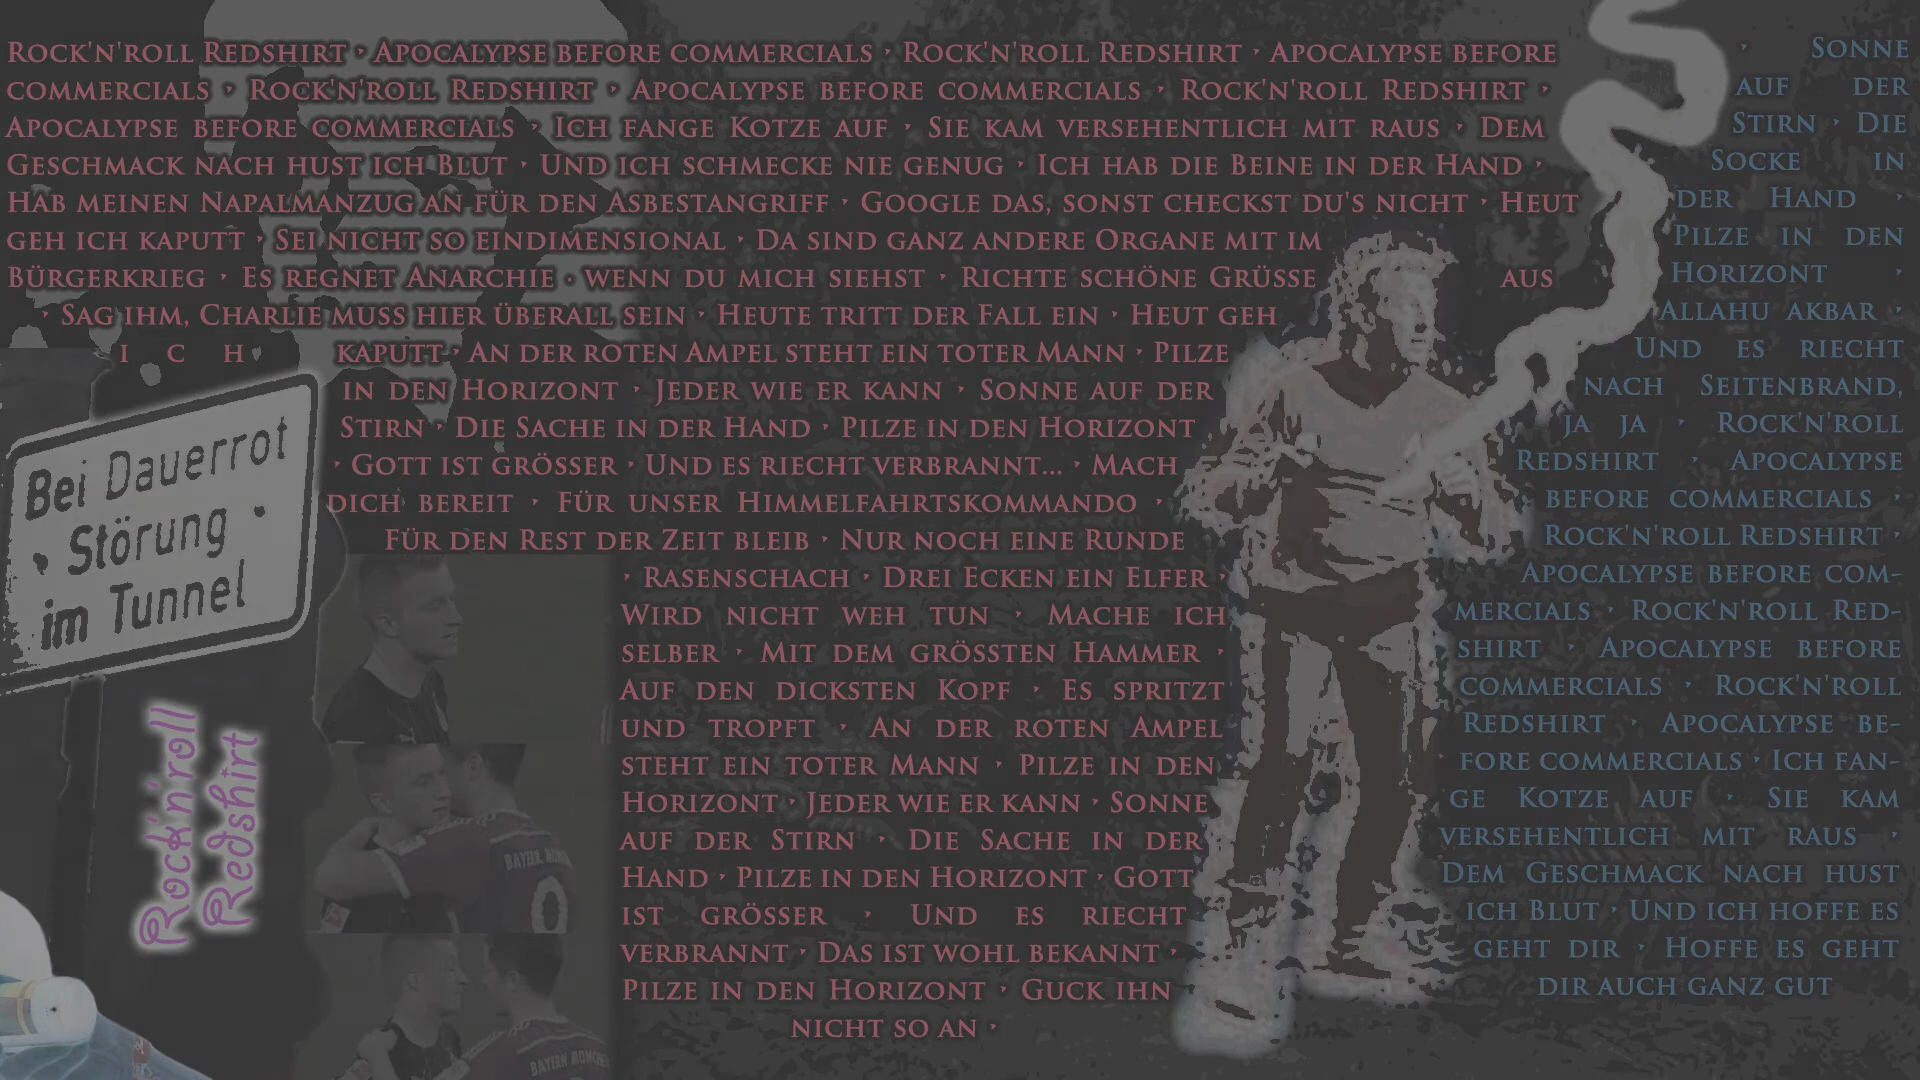 Rock'n'roll Redshirt · Apocalypse before commercials · Rock'n'roll Redshirt · Apocalypse before
commercials · Rock'n'roll Redshirt · Apocalypse before commercials · Rock'n'roll Redshirt ·
Apocalypse before commercials · Ich fange Kotze auf · Sie kam versehentlich mit raus · Dem
Geschmack nach hust ich Blut · Und ich schmecke nie genug · Ich hab die Beine in der Hand ·
Hab meinen Napalmanzug an für den Asbestangriff · Google das, sonst checkst du's nicht · Heut
geh ich kaputt · Sei nicht so eindimensional · Da sind ganz andere Organe mit im
Bürgerkrieg · Es regnet Anarchie · wenn du mich siehst · Richte schöne Grüsse aus
· Sag ihm, Charlie muss hier überall sein · Heute tritt der Fall ein · Heut geh
ich kaputt · An der roten Ampel steht ein toter Mann · Pilze
in den Horizont · Jeder wie er kann · Sonne auf der
Stirn · Die Sache in der Hand · Pilze in den Horizont
· Gott ist grösser · Und es riecht verbrannt... · Mach
dich bereit · Für unser Himmelfahrtskommando ·
Für den Rest der Zeit bleib · Nur noch eine Runde
· Rasenschach · Drei Ecken ein Elfer ·
Wird nicht weh tun · Mache ich
selber · Mit dem grössten Hammer ·
Auf den dicksten Kopf · Es spritzt
und tropft · An der roten Ampel
steht ein toter Mann · Pilze in den
Horizont · Jeder wie er kann · Sonne
auf der Stirn · Die Sache in der
Hand · Pilze in den Horizont · Gott
ist grösser · Und es riecht
verbrannt · Das ist wohl bekannt ·
Pilze in den Horizont · Guck ihn
nicht so an ·
· Sonne
auf der
Stirn · Die
Socke in
der Hand ·
Pilze in den
Horizont ·
Allahu akbar ·
Und es riecht
nach Seitenbrand,
ja ja · Rock'n'roll
Redshirt · Apocalypse
before commercials ·
Rock'n'roll Redshirt ·
Apocalypse before com-
mercials · Rock'n'roll Red-
shirt · Apocalypse before
commercials · Rock'n'roll
Redshirt · Apocalypse be-
fore commercials · Ich fan-
ge Kotze auf · Sie kam
versehentlich mit raus ·
Dem Geschmack nach hust
ich Blut · Und ich hoffe es
geht dir · Hoffe es geht
dir auch ganz gut
Bei Dauerrot
· Störung ·
im Tunnel
Rock'n'roll
Redshirt
BAYERN
0
BAYERN MÜNCHEN